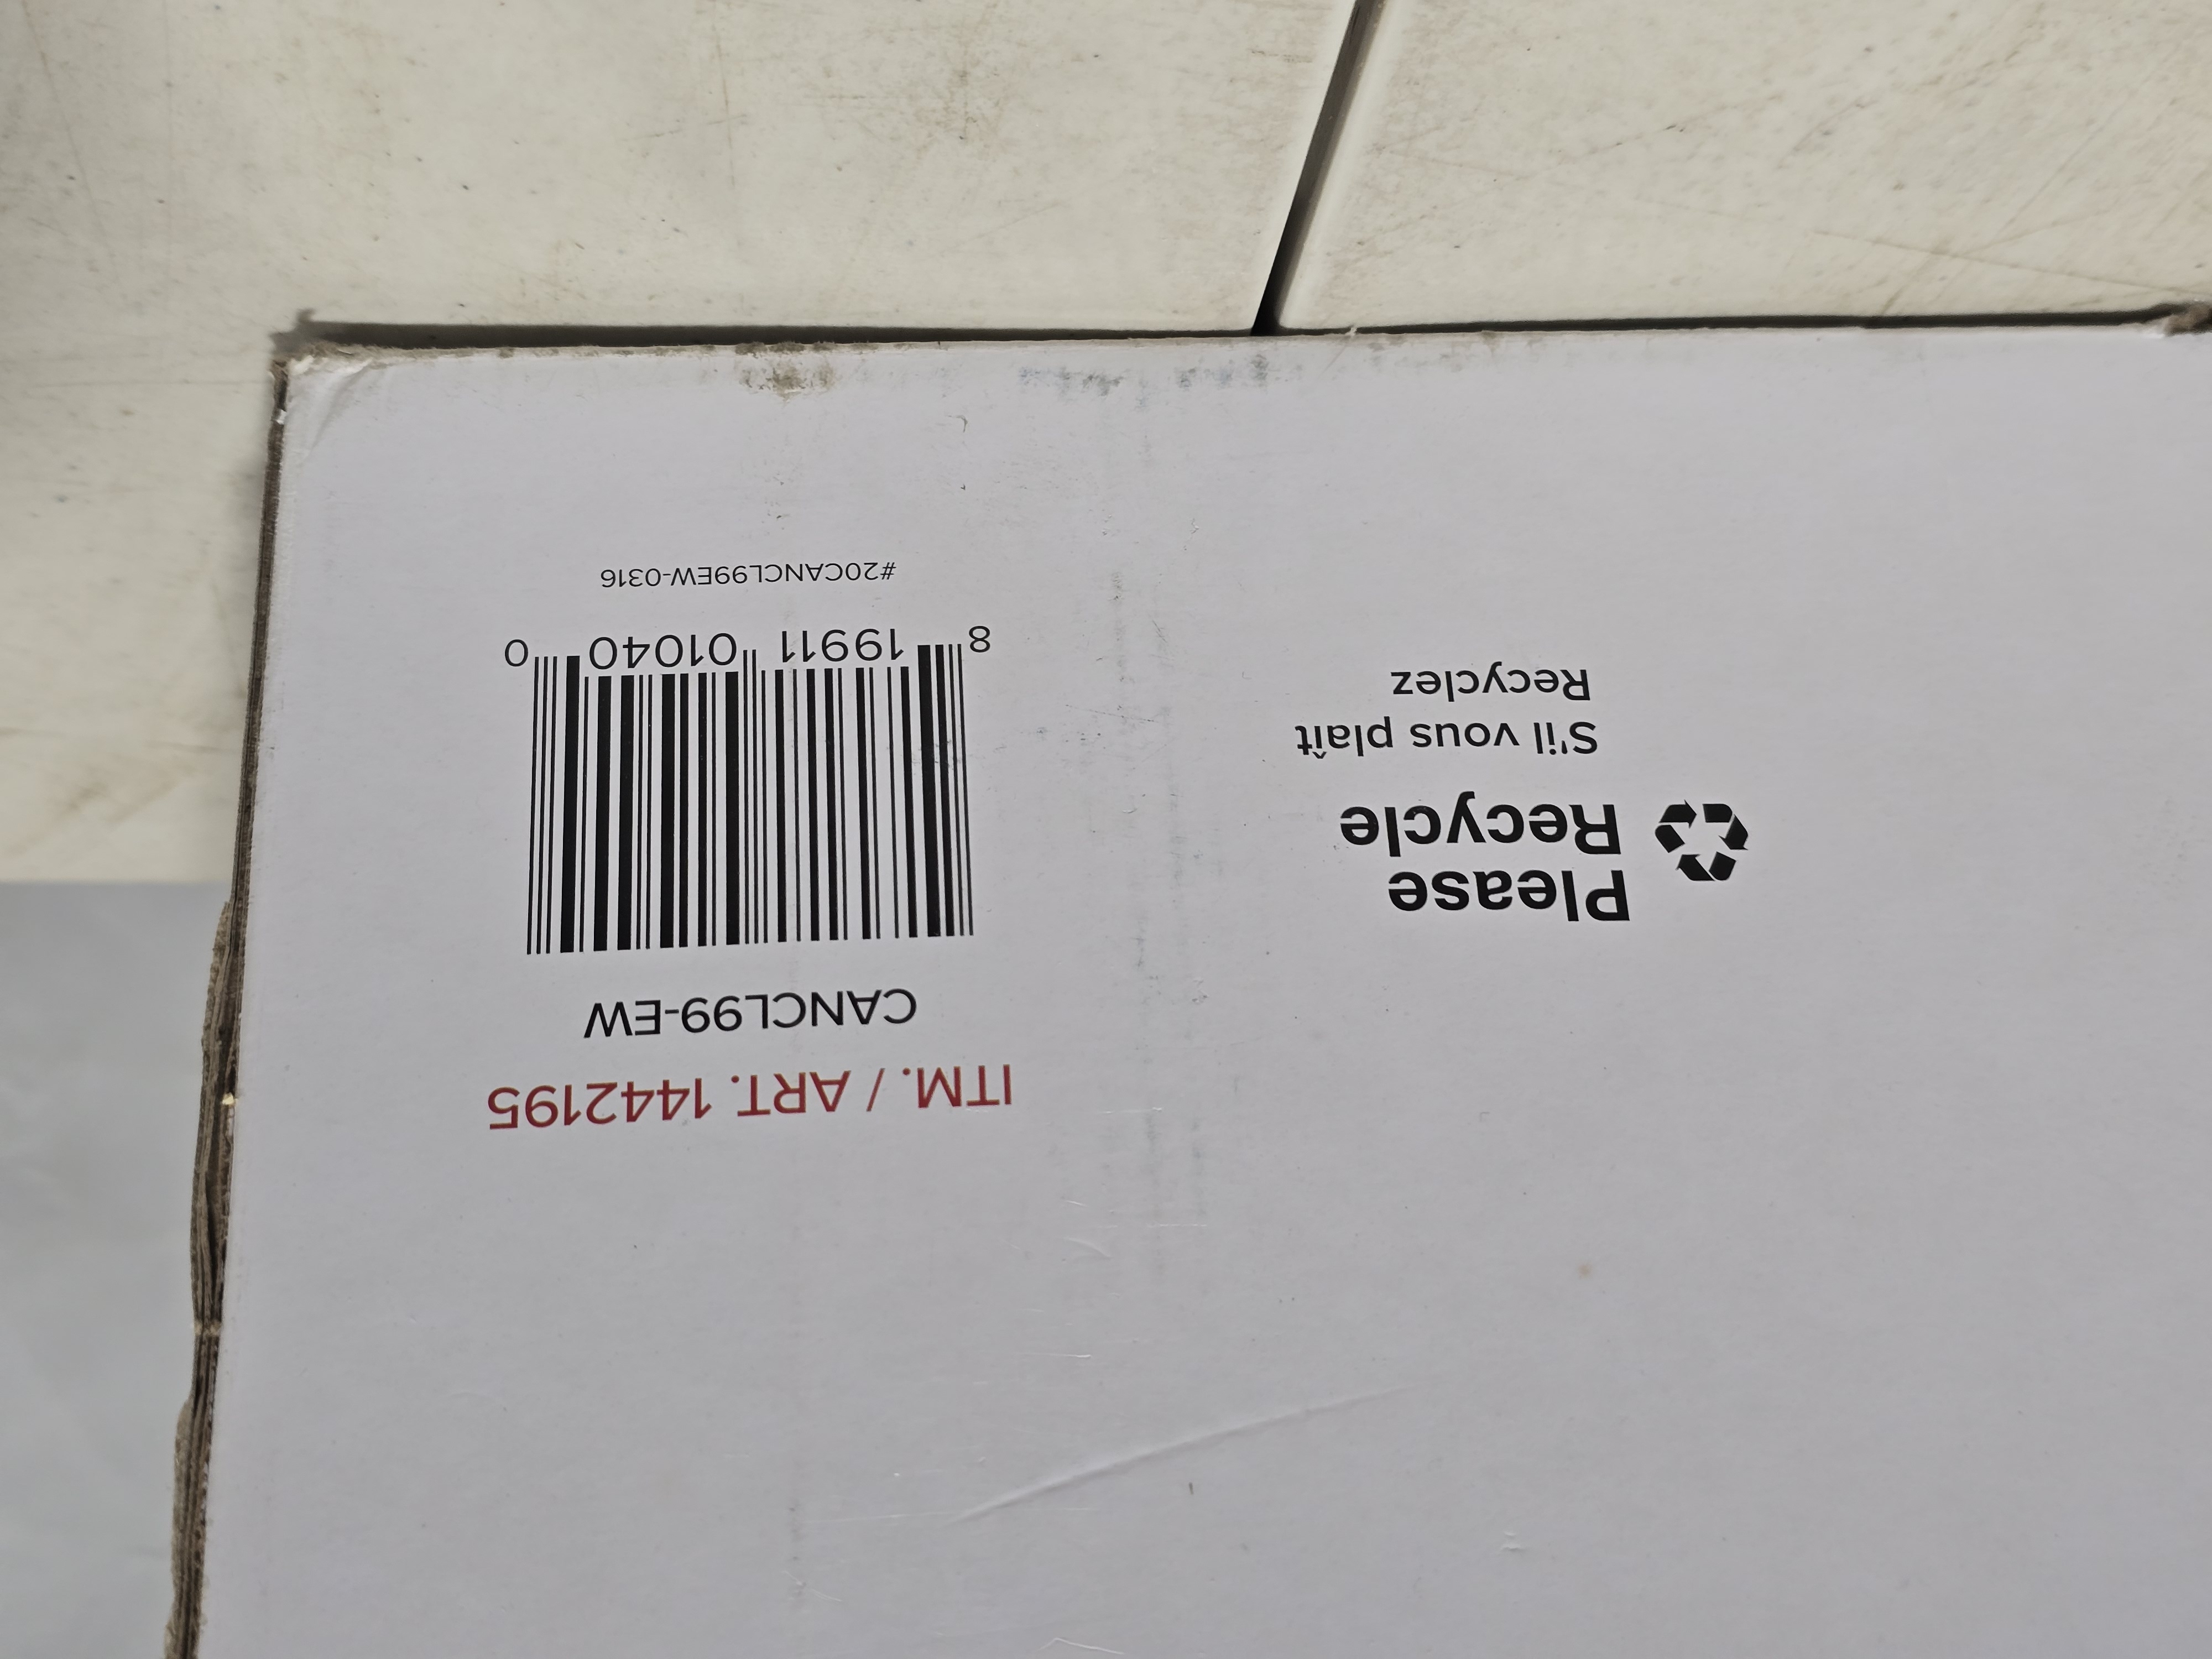 ITM. / ART. 1442195
CANCL99-EW
8 19911 01040 0
#20CANCL99EW-0316
Please
Recycle
S'il vous plaît
Recyclez